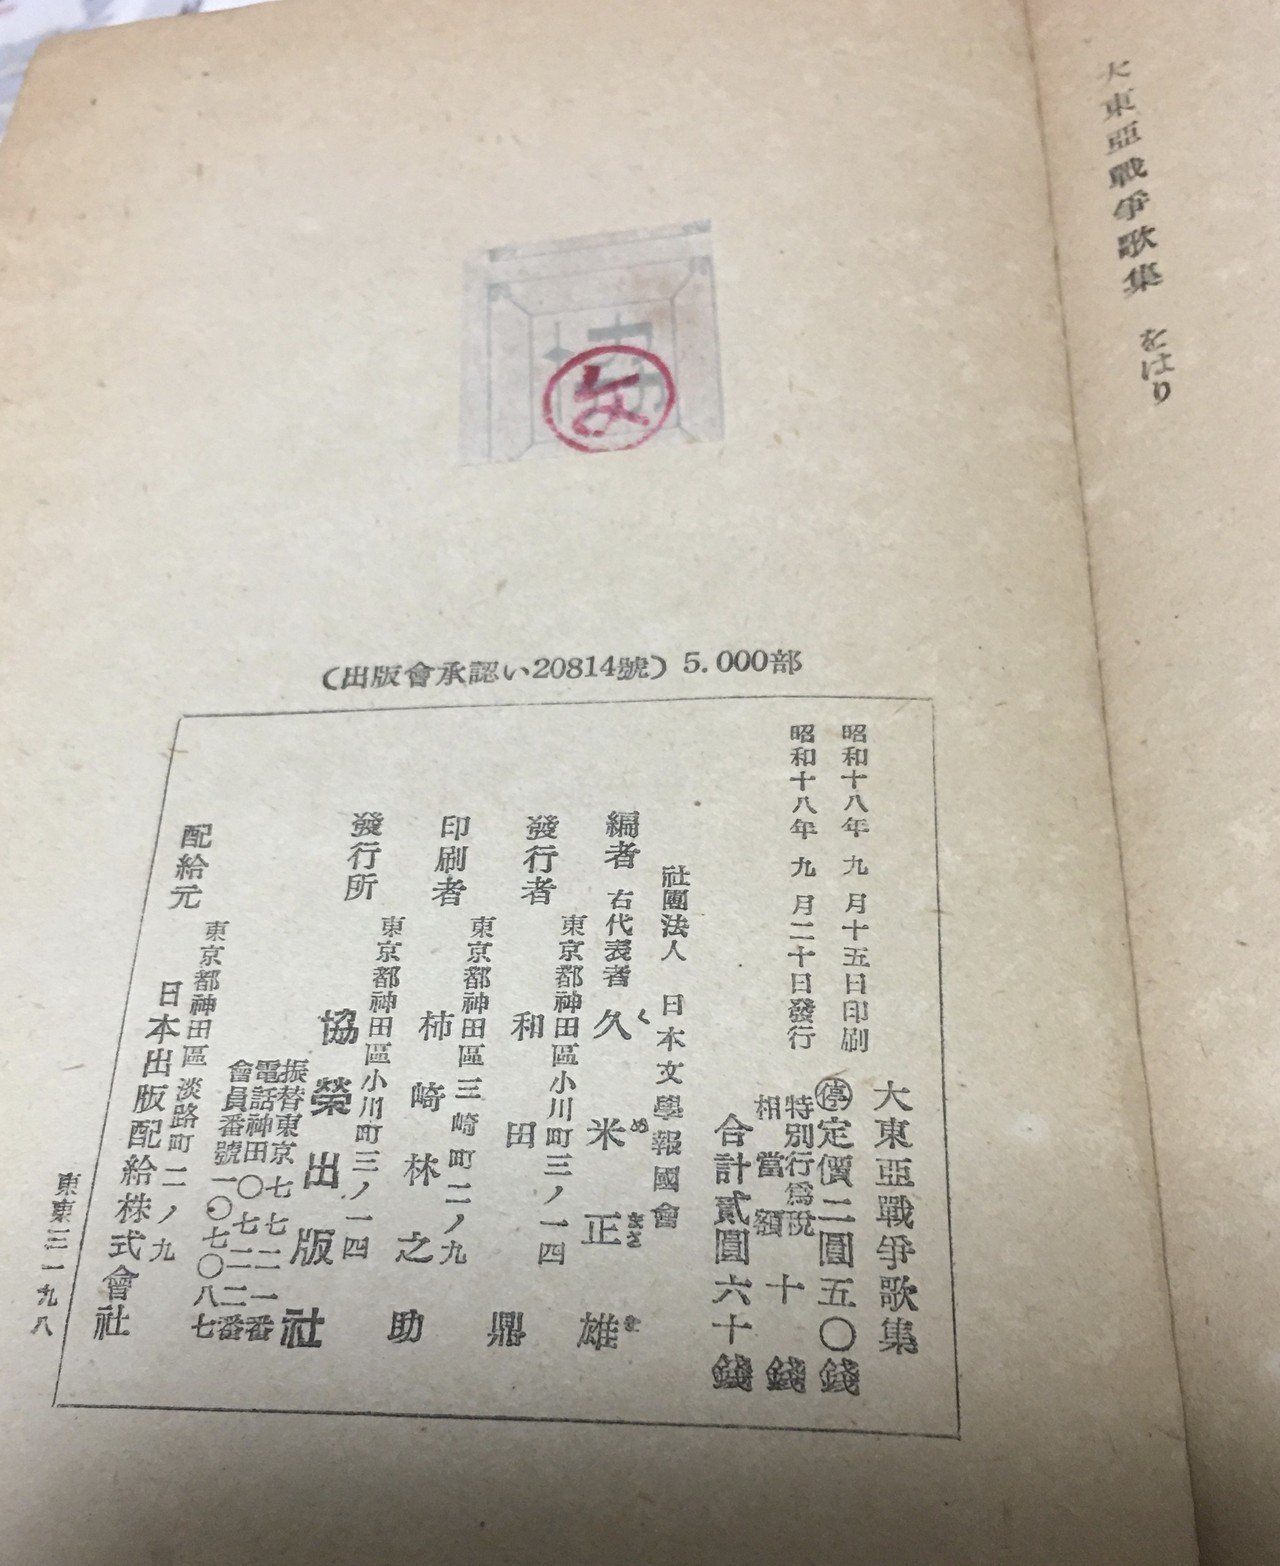 大東亞戰爭歌集 をはり
文
（出版會承認い20814號）5.000部
大東亞戰爭歌集
昭和十八年 九 月十五日印刷
昭和十八年 九 月二十日發行
停定價二圓五〇錢
特別行爲税
相當額 十錢
合計貳圓六十錢
社團法人 日本文學報國會
編者 右代表者 久米正雄
く め まさ を
東京都神田區小川町三ノ一四
發行者 和田鼎
東京都神田區三崎町二ノ九
印刷者 柿崎林之助
東京都神田區小川町三ノ一四
發行所 協榮出版社
振替東京七七二一番
電話神田〇七二二番
會員番號一〇七〇八七
東京都神田區淡路町二ノ九
配給元 日本出版配給株式會社
東東三一九八